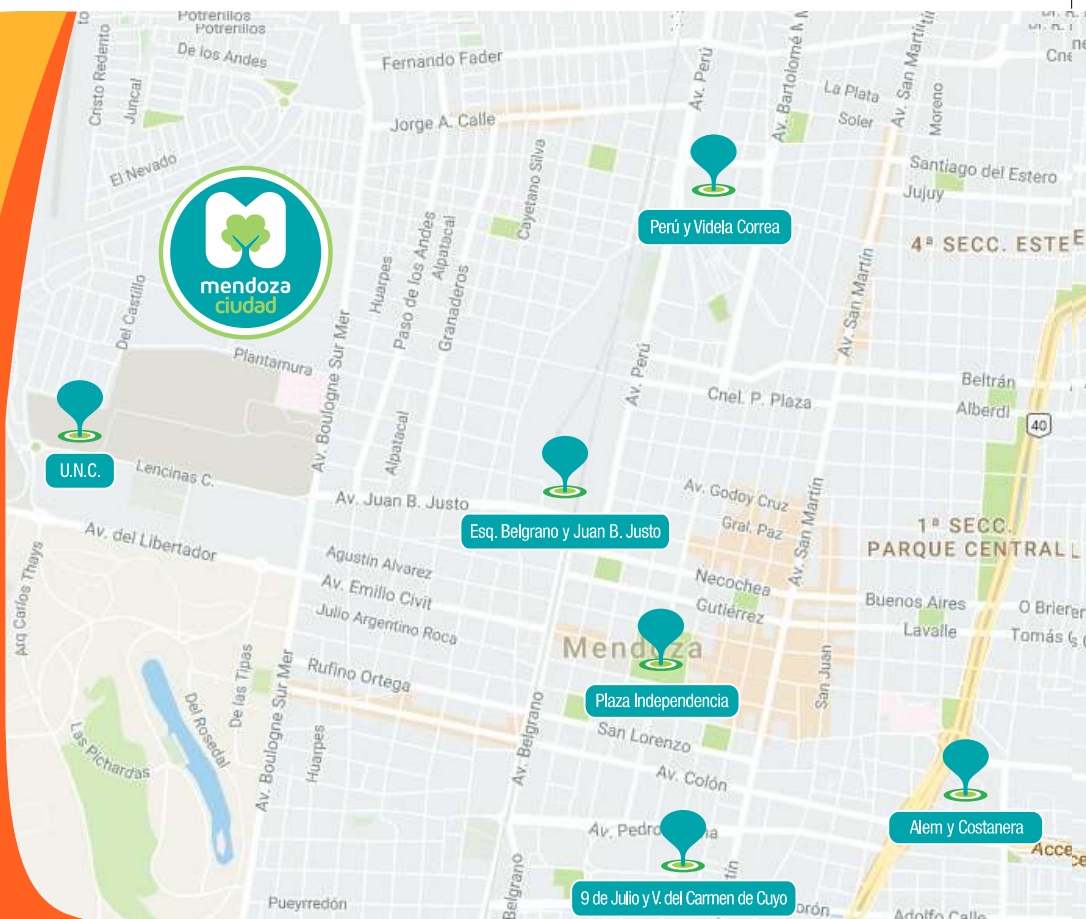 Potrerillos
Potrerillos
De los Andes
Cristo Redento
Juncal
Fernando Fader
Av. Perú
Av. Bartolomé M
La Plata
Av. San Martín
Soler
Moreno
Jorge A. Calle
El Nevado
Cayetano Silva
Santiago del Estero
Jujuy
Perú y Videla Correa
4ª SECC. ESTE
mendoza
ciudad
Del Castillo
Huarpes
Paso de los Andes
Alpatacal
Granaderos
Av. San Martín
Plantamura
Av. Boulogne Sur Mer
Av. Perú
Cnel. P. Plaza
Beltrán
Alberdi
40
Alpatacal
U.N.C.
Lencinas C.
Av. Juan B. Justo
Av. Godoy Cruz
Gral. Paz
Av. San Martín
Esq. Belgrano y Juan B. Justo
1ª SECC.
PARQUE CENTRAL
Av. del Libertador
Agustín Alvarez
Av. Emilio Civit
Julio Argentino Roca
Necochea
Gutiérrez
Buenos Aires
O Brien
Lavalle
Tomás G
Arq Carlos Thays
Mendoza
Rufino Ortega
De las Tipas
Del Rosedal
Las Pichardas
Av. Boulogne Sur Mer
Huarpes
Plaza Independencia
San Juan
San Lorenzo
Av. Belgrano
Av. Colón
Av. Pedro
Alem y Costanera
Acce
9 de Julio y V. del Carmen de Cuyo
Belgrano
Pueyrredón
Adolfo Calle